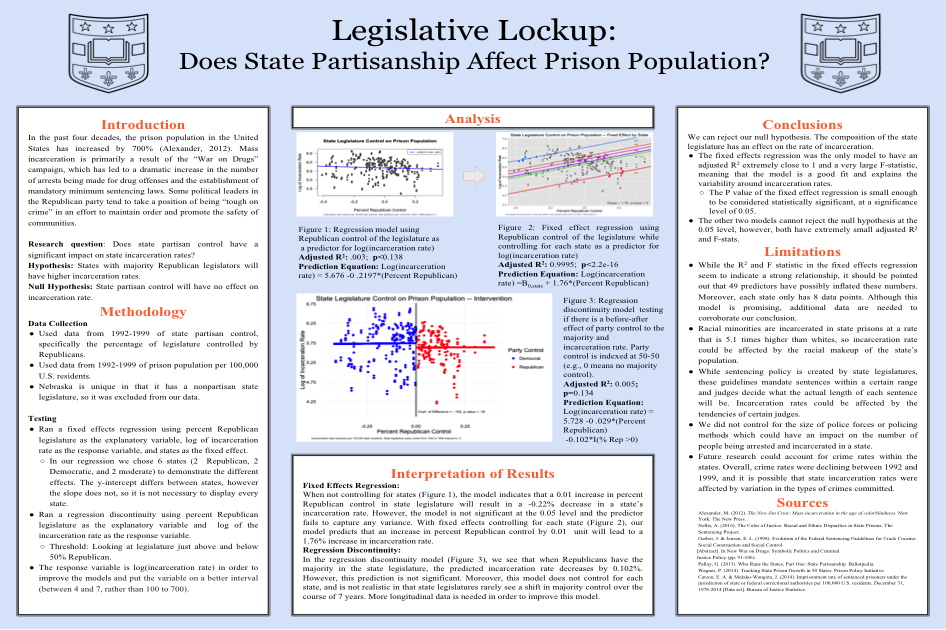 Legislative Lockup:
Does State Partisanship Affect Prison Population?
Introduction
In the past four decades, the prison population in the United
States has increased by 700% (Alexander, 2012). Mass
incarceration is primarily a result of the “War on Drugs”
campaign, which has led to a dramatic increase in the number
of arrests being made for drug offenses and the establishment of
mandatory minimum sentencing laws. Some political leaders in
the Republican party tend to take a position of being “tough on
crime” in an effort to maintain order and promote the safety of
communities.
Research question: Does state partisan control have a
significant impact on state incarceration rates?
Hypothesis: States with majority Republican legislators will
have higher incarceration rates.
Null Hypothesis: State partisan control will have no effect on
incarceration rate.
Methodology
Data Collection
● Used data from 1992-1999 of state partisan control,
specifically the percentage of legislature controlled by
Republicans.
● Used data from 1992-1999 of prison population per 100,000
U.S. residents.
● Nebraska is unique in that it has a nonpartisan state
legislature, so it was excluded from our data.
Testing
● Ran a fixed effects regression using percent Republican
legislature as the explanatory variable, log of incarceration
rate as the response variable, and states as the fixed effect.
○ In our regression we chose 6 states (2 Republican, 2
Democratic, and 2 moderate) to demonstrate the different
effects. The y-intercept differs between states, however
the slope does not, so it is not necessary to display every
state.
● Ran a regression discontinuity using percent Republican
legislature as the explanatory variable and log of the
incarceration rate as the response variable.
○ Threshold: Looking at legislature just above and below
50% Republican.
● The response variable is log(incarceration rate) in order to
improve the models and put the variable on a better interval
(between 4 and 7, rather than 100 to 700).
Analysis
State Legislature Control on Prison Population
Log of Incarceration Rate
Percent Republican Control
State Legislature Control on Prison Population -- Fixed Effect by State
Percent Republican Control
Figure 1: Regression model using
Republican control of the legislature as
a predictor for log(incarceration rate)
Adjusted R²: .003; p<0.138
Prediction Equation: Log(incarceration
rate) = 5.676 -0 .2197*(Percent Republican)
Figure 2: Fixed effect regression using
Republican control of the legislature while
controlling for each state as a predictor for
log(incarceration rate)
Adjusted R²: 0.9995; p<2.2e-16
Prediction Equation: Log(incarceration
rate) =B0,state + 1.76*(Percent Republican)
State Legislature Control on Prison Population -- Intervention
Log of Incarceration Rate
6.75
5.75
4.75
4.25
-0.25
0.00
0.25
Percent Republican Control
Party Control
Democrat
Republican
Figure 3: Regression
discontinuity model testing
if there is a before-after
effect of party control to the
majority and
incarceration rate. Party
control is indexed at 50-50
(e.g., 0 means no majority
control).
Adjusted R²: 0.005;
p=0.134
Prediction Equation:
Log(incarceration rate) =
5.728 -0 .029*(Percent
Republican)
-0.102*I(% Rep >0)
Interpretation of Results
Fixed Effects Regression:
When not controlling for states (Figure 1), the model indicates that a 0.01 increase in percent
Republican control in state legislature will result in a -0.22% decrease in a state’s
incarceration rate. However, the model is not significant at the 0.05 level and the predictor
fails to capture any variance. With fixed effects controlling for each state (Figure 2), our
model predicts that an increase in percent Republican control by 0.01 unit will lead to a
1.76% increase in incarceration rate.
Regression Discontinuity:
In the regression discontinuity model (Figure 3), we see that when Republicans have the
majority in the state legislature, the predicted incarceration rate decreases by 0.102%.
However, this prediction is not significant. Moreover, this model does not control for each
state, and is not realistic in that state legislatures rarely see a shift in majority control over the
course of 7 years. More longitudinal data is needed in order to improve this model.
Conclusions
We can reject our null hypothesis. The composition of the state
legislature has an effect on the rate of incarceration.
● The fixed effect regression was the only model to have an
adjusted R² extremely close to 1 and a very large F-statistic,
meaning that the model is a good fit and explains the
variability around incarceration rates.
○ The P value of the fixed effect regression is small enough
to be considered statistically significant, at a significance
level of 0.05.
● The other two models cannot reject the null hypothesis at the
0.05 level, however, both have extremely small adjusted R²
and F-stats.
Limitations
● While the R² and F statistic in the fixed effects regression
seem to indicate a strong relationship, it should be pointed
out that 49 predictors have possibly inflated these numbers.
Moreover, each state only has 8 data points. Although this
model is promising, additional data are needed to
corroborate our conclusion.
● Racial minorities are incarcerated in state prisons at a rate
that is 5.1 times higher than whites, so incarceration rate
could be affected by the racial makeup of the state’s
population.
● While sentencing policy is created by state legislatures,
these guidelines mandate sentences within a certain range
and judges decide what the actual length of each sentence
will be. Incarceration rates could be affected by the
tendencies of certain judges.
● We did not control for the size of police forces or policing
methods which could have an impact on the number of
people being arrested and incarcerated in a state.
● Future research could account for crime rates within the
states. Overall, crime rates were declining between 1992 and
1999, and it is possible that state incarceration rates were
affected by variation in the types of crimes committed.
Sources
Alexander, M. (2012). The New Jim Crow: Mass incarceration in the age of colorblindness. New
York: The New Press.
Nellis, A. (2016). The Color of Justice: Racial and Ethnic Disparities in State Prisons. The
Sentencing Project.
Gerber, J. & Jensen, E. L. (1998). Evolution of the Federal Sentencing Guidelines for Crack Cocaine:
Social Construction and Social Control
[Abstract]. In New War on Drugs: Symbolic Politics and Criminal
Justice Policy (pp. 91-106).
Palley, G. (2013). Who Runs the States, Part One: State Partisanship. Ballotpedia.
Wagner, P. (2014). Tracking State Prison Growth in 50 States. Prison Policy Initiative.
Carson, E. A. & Mulako-Wangota, J. (2014). Imprisonment rate of sentenced prisoners under the
jurisdiction of state or federal correctional authorities per 100,000 U.S. residents, December 31,
1978-2014 [Data set]. Bureau of Justice Statistics.